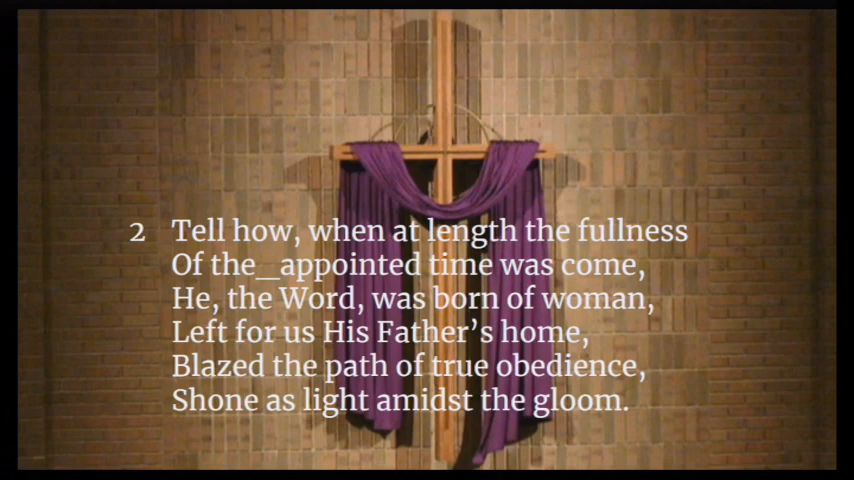 2 Tell how, when at length the fullness
Of the_appointed time was come,
He, the Word, was born of woman,
Left for us His Father’s home,
Blazed the path of true obedience,
Shone as light amidst the gloom.